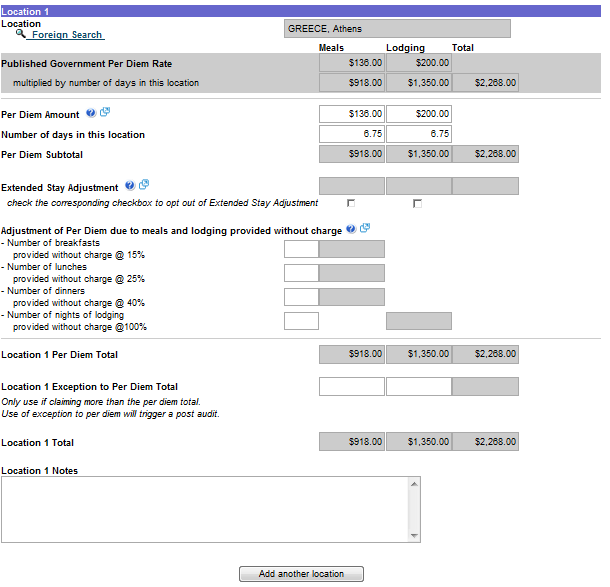 Location 1
Location
GREECE, Athens
Foreign Search
Meals Lodging Total
Published Government Per Diem Rate $136.00 $200.00
multiplied by number of days in this location $918.00 $1,350.00 $2,268.00
Per Diem Amount $136.00 $200.00
Number of days in this location 6.75 6.75
Per Diem Subtotal $918.00 $1,350.00 $2,268.00
Extended Stay Adjustment
check the corresponding checkbox to opt out of Extended Stay Adjustment
Adjustment of Per Diem due to meals and lodging provided without charge
- Number of breakfasts
provided without charge @ 15%
- Number of lunches
provided without charge @ 25%
- Number of dinners
provided without charge @ 40%
- Number of nights of lodging
provided without charge @100%
Location 1 Per Diem Total $918.00 $1,350.00 $2,268.00
Location 1 Exception to Per Diem Total
Only use if claiming more than the per diem total.
Use of exception to per diem will trigger a post audit.
Location 1 Total $918.00 $1,350.00 $2,268.00
Location 1 Notes
Add another location